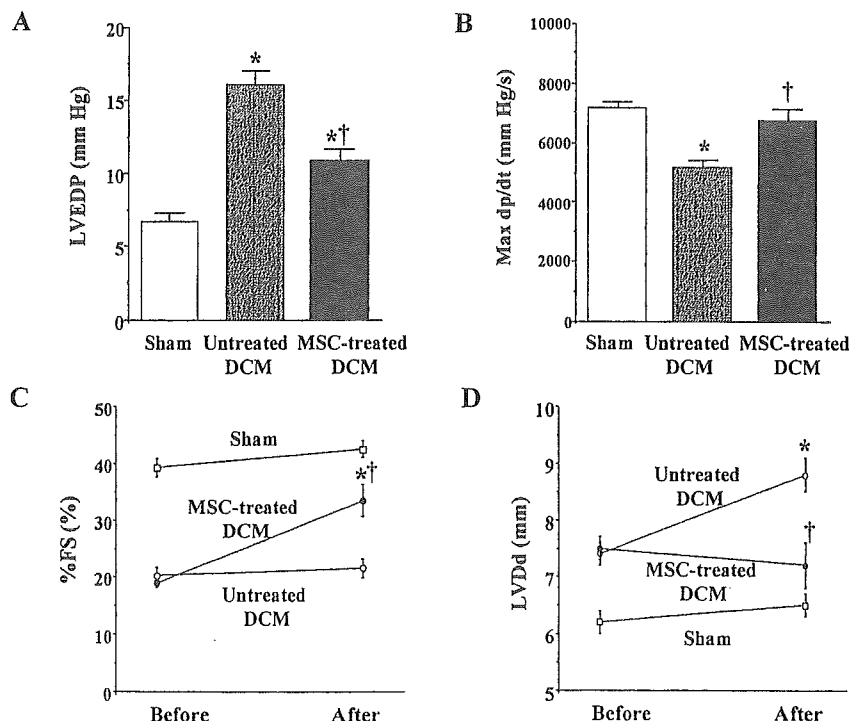 A
LVEDP (mm Hg)
20
15
10
5
0
*
*†
Sham
Untreated
DCM
MSC-treated
DCM
B
Max dp/dt (mm Hg/s)
10000
8000
6000
4000
2000
0
*
†
Sham
Untreated
DCM
MSC-treated
DCM
C
%FS (%)
50
40
30
20
10
0
Sham
*†
MSC-treated
DCM
Untreated
DCM
Before
After
D
LVDd (mm)
10
9
8
7
6
5
*
Untreated
DCM
†
MSC-treated
DCM
Sham
Before
After